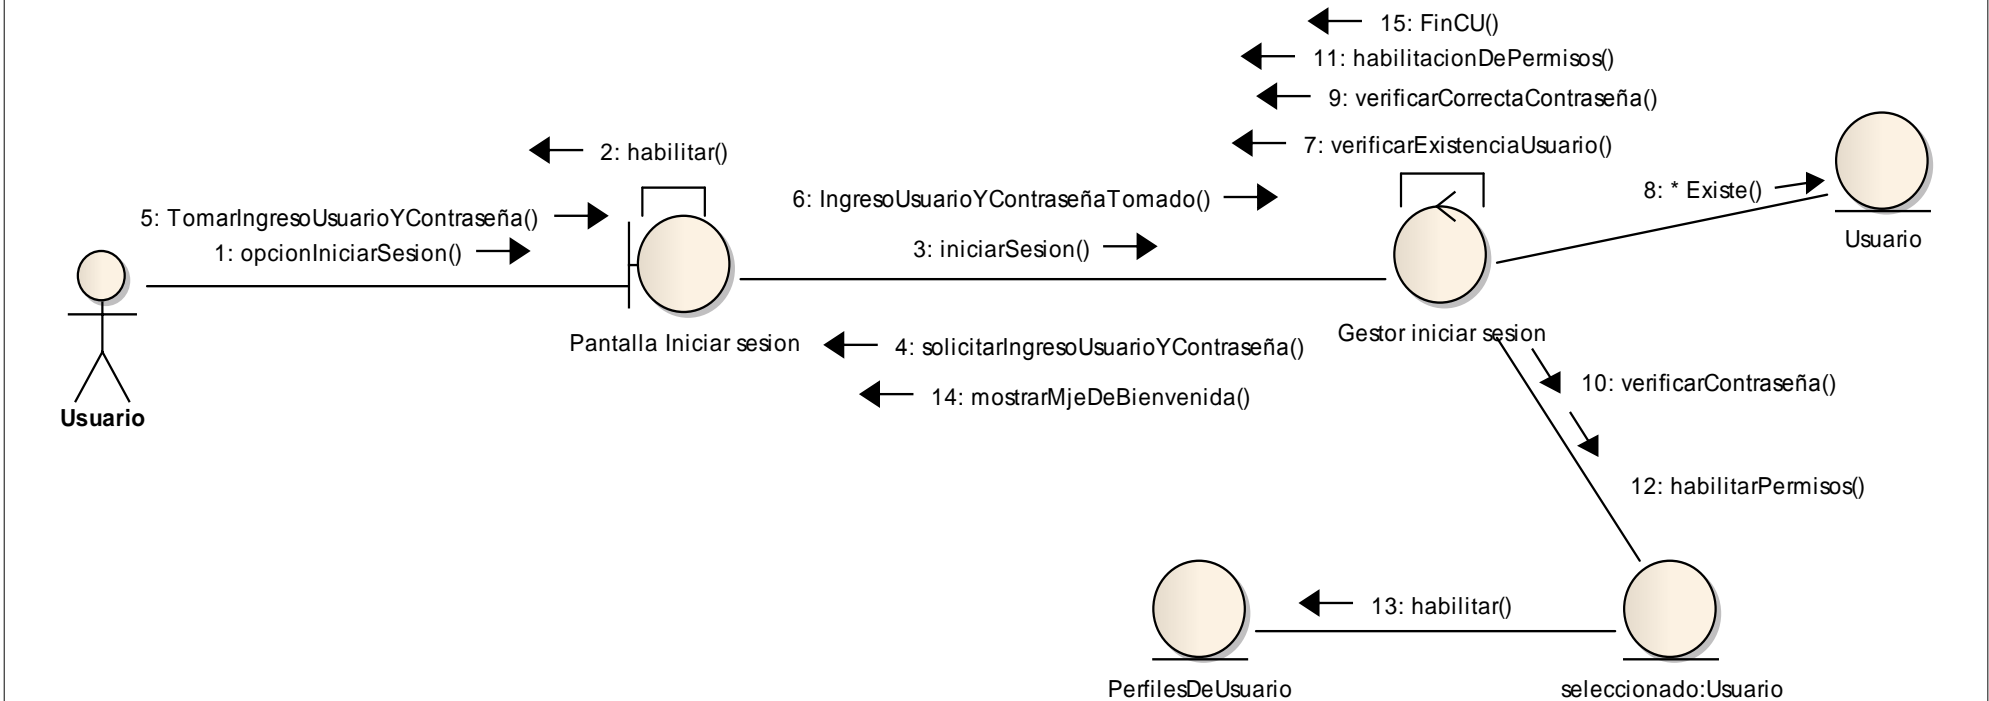 15: FinCU()
11: habilitacionDePermisos()
9: verificarCorrectaContraseña()
7: verificarExistenciaUsuario()
2: habilitar()
8: * Existe()
6: IngresoUsuarioYContraseñaTomado()
5: TomarIngresoUsuarioYContraseña()
3: iniciarSesion()
1: opcionIniciarSesion()
Usuario
Pantalla Iniciar sesion
4: solicitarIngresoUsuarioYContraseña()
Gestor iniciar sesion
10: verificarContraseña()
14: mostrarMjeDeBienvenida()
Usuario
12: habilitarPermisos()
13: habilitar()
PerfilesDeUsuario
seleccionado:Usuario